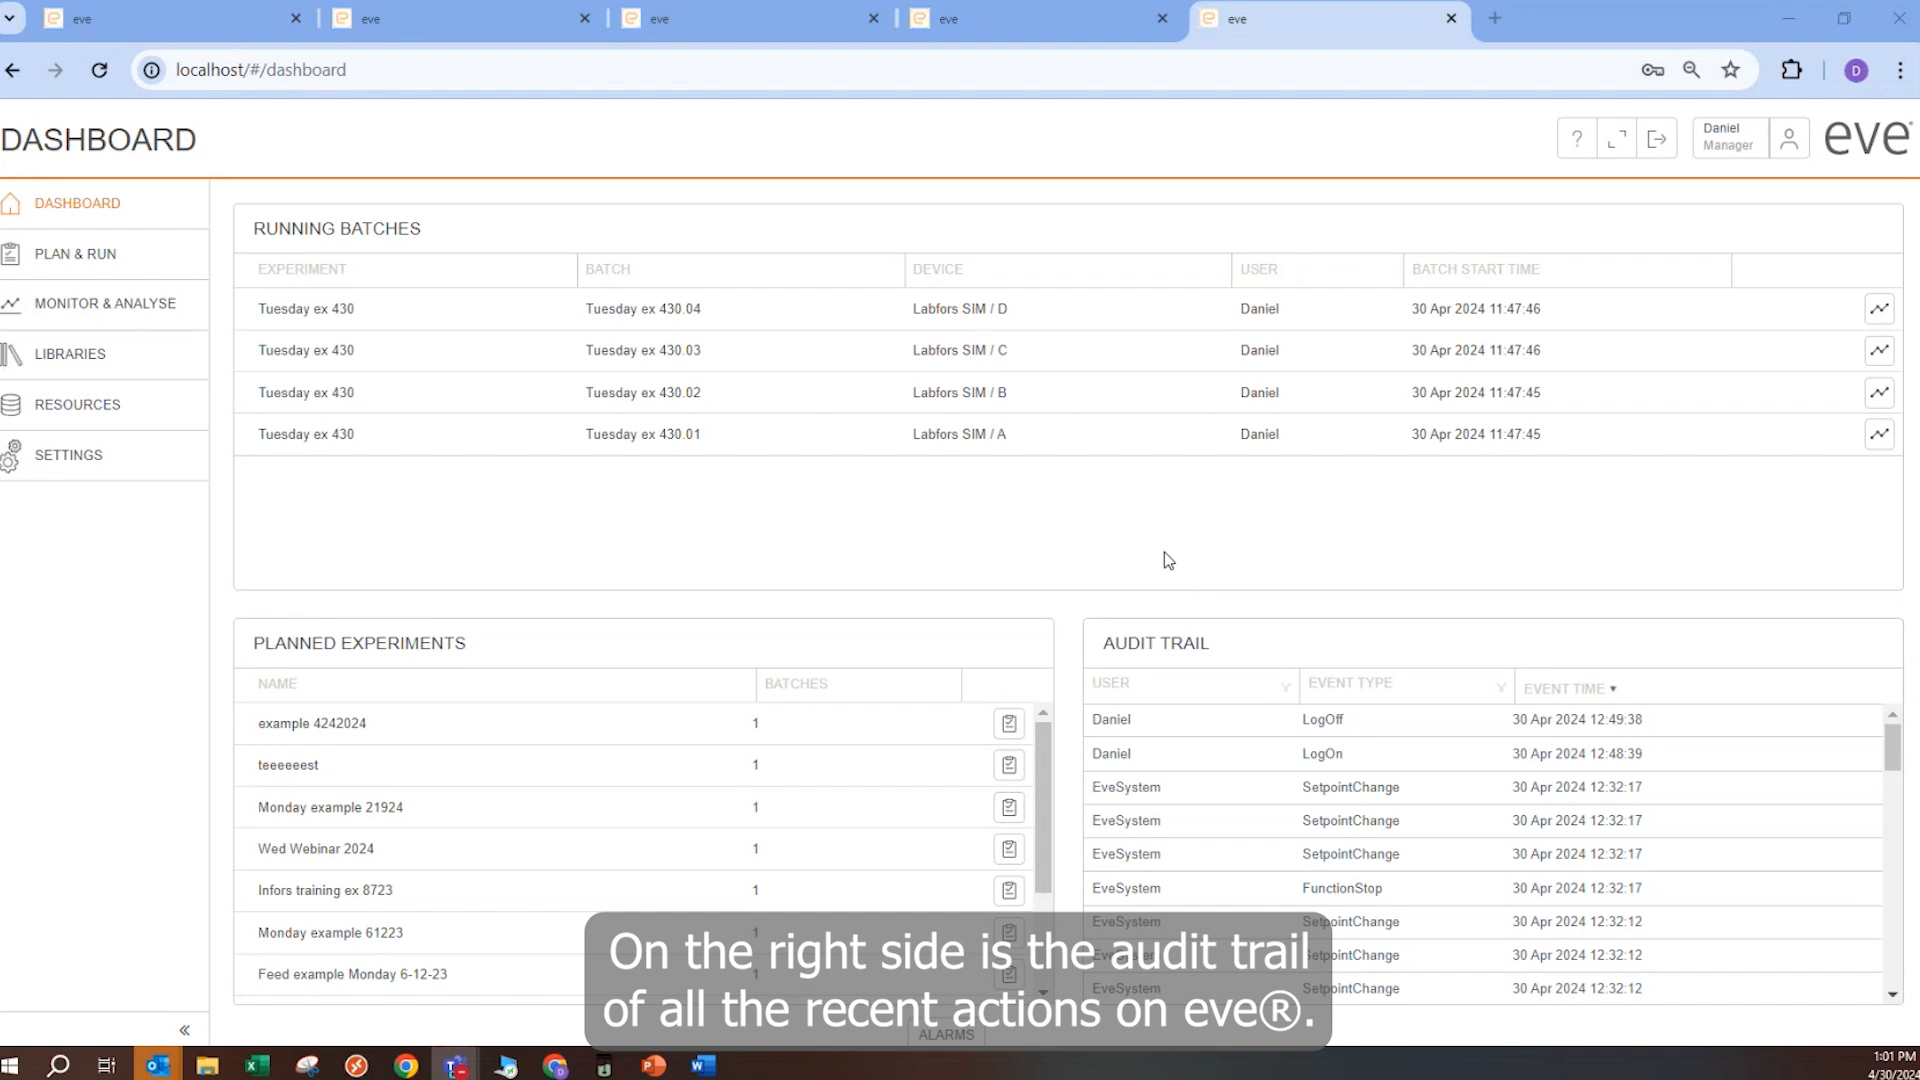 eve
eve
eve
eve
eve
localhost/#/dashboard
D
DASHBOARD
?
Daniel
Manager
eve
DASHBOARD
PLAN & RUN
MONITOR & ANALYSE
LIBRARIES
RESOURCES
SETTINGS
RUNNING BATCHES
EXPERIMENT BATCH DEVICE USER BATCH START TIME
Tuesday ex 430 Tuesday ex 430.04 Labfors SIM / D Daniel 30 Apr 2024 11:47:46
Tuesday ex 430 Tuesday ex 430.03 Labfors SIM / C Daniel 30 Apr 2024 11:47:46
Tuesday ex 430 Tuesday ex 430.02 Labfors SIM / B Daniel 30 Apr 2024 11:47:45
Tuesday ex 430 Tuesday ex 430.01 Labfors SIM / A Daniel 30 Apr 2024 11:47:45
PLANNED EXPERIMENTS
NAME BATCHES
example 4242024 1
teeeeeest 1
Monday example 21924 1
Wed Webinar 2024 1
Infors training ex 8723 1
Monday example 61223 1
Feed example Monday 6-12-23 1
AUDIT TRAIL
USER EVENT TYPE EVENT TIME
Daniel LogOff 30 Apr 2024 12:49:38
Daniel LogOn 30 Apr 2024 12:48:39
EveSystem SetpointChange 30 Apr 2024 12:32:17
EveSystem SetpointChange 30 Apr 2024 12:32:17
EveSystem SetpointChange 30 Apr 2024 12:32:17
EveSystem FunctionStop 30 Apr 2024 12:32:17
EveSystem SetpointChange 30 Apr 2024 12:32:12
EveSystem SetpointChange 30 Apr 2024 12:32:12
EveSystem SetpointChange 30 Apr 2024 12:32:12
On the right side is the audit trail
of all the recent actions on eve®.
ALARMS
1:01 PM
4/30/2024